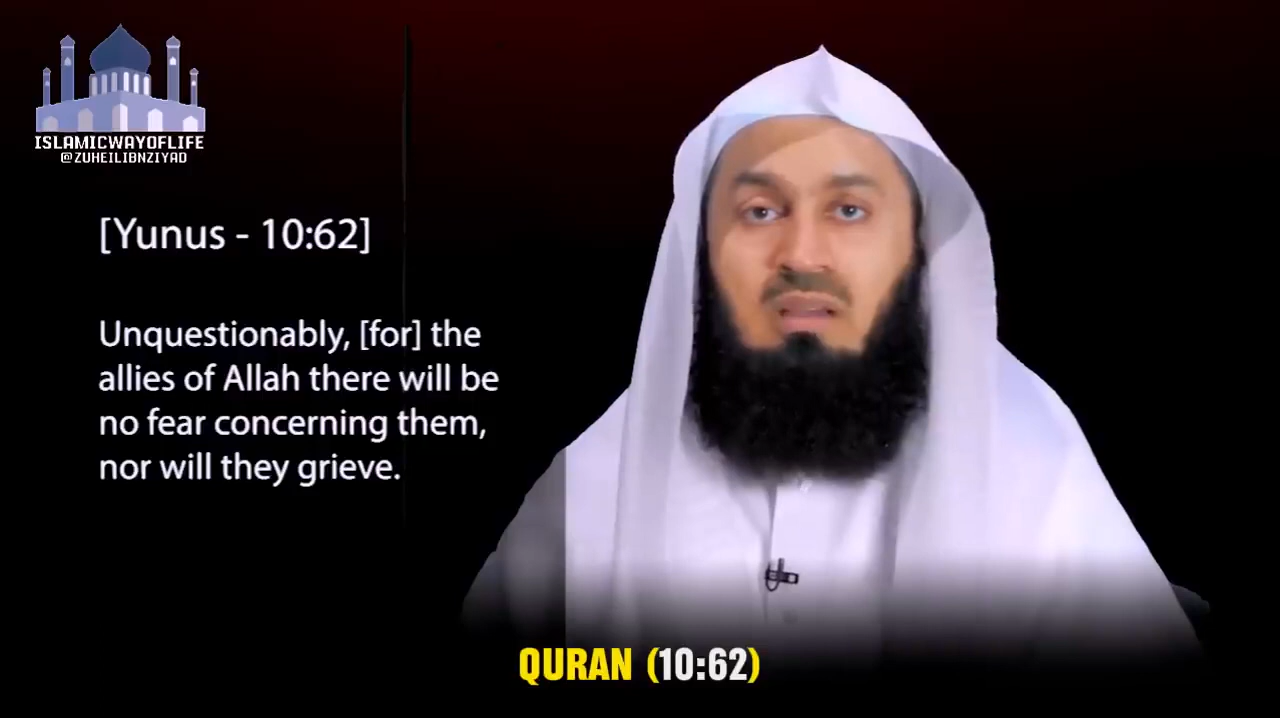 ISLAMICWAYOFLIFE
@ZUHEILIBNZIYAD
[Yunus - 10:62]
Unquestionably, [for] the
allies of Allah there will be
no fear concerning them,
nor will they grieve.
QURAN (10:62)